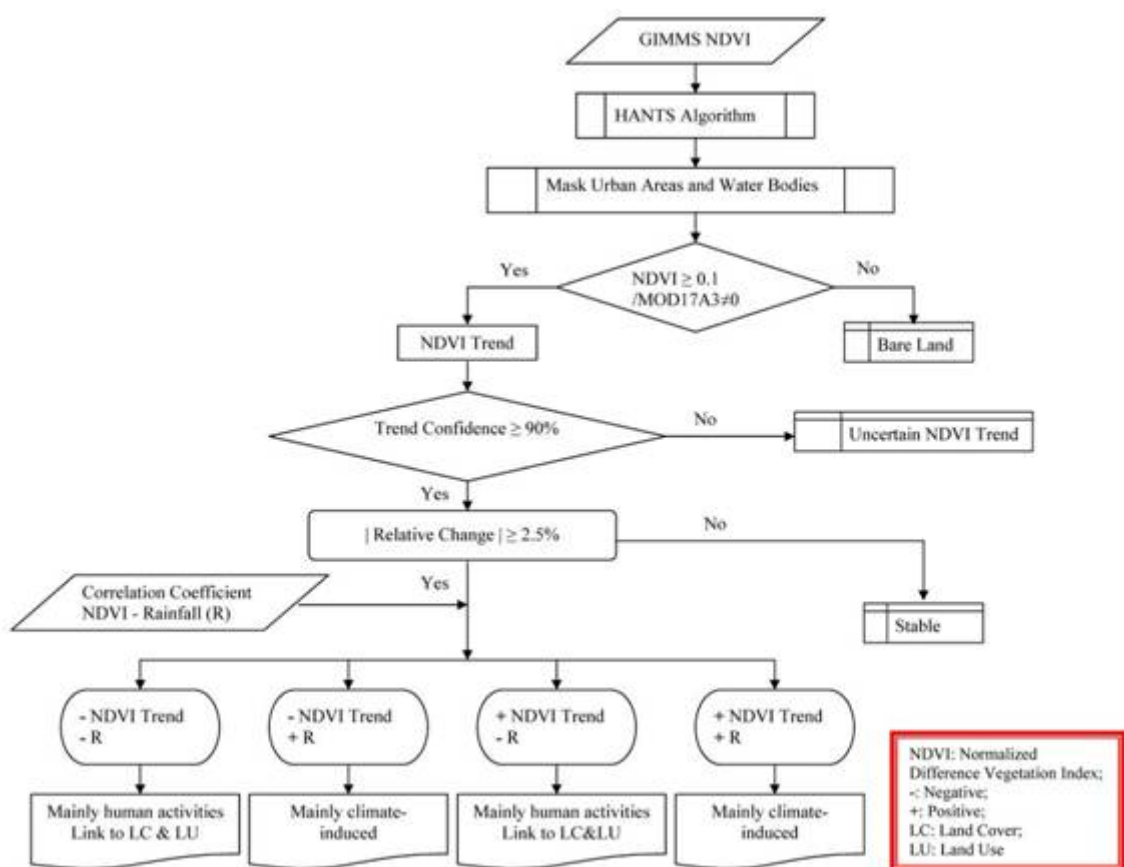 GIMMS NDVI
HANTS Algorithm
Mask Urban Areas and Water Bodies
Yes
NDVI ≥ 0.1
/MOD17A3≠0
No
NDVI Trend
Bare Land
Trend Confidence ≥ 90%
No
Uncertain NDVI Trend
Yes
| Relative Change | ≥ 2.5%
No
Yes
Correlation Coefficient
NDVI - Rainfall (R)
Stable
- NDVI Trend
- R
- NDVI Trend
+ R
+ NDVI Trend
- R
+ NDVI Trend
+ R
Mainly human activities
Link to LC & LU
Mainly climate-
induced
Mainly human activities
Link to LC&LU
Mainly climate-
induced
NDVI: Normalized
Difference Vegetation Index;
-: Negative;
+: Positive;
LC: Land Cover;
LU: Land Use